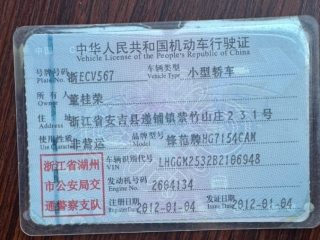 中华人民共和国机动车行驶证
Vehicle License of the People's Republic of China
号牌号码 Plate No. 浙ECV567 车辆类型 Vehicle Type 小型轿车
所有人 Owner 董桂荣
住址 Address 浙江省安吉县递铺镇紫竹山庄231号
使用性质 Use Character 非营运 品牌型号 Model 锋范牌HG7154CAM
浙江省湖州市公安局交通警察支队
车辆识别代号 VIN LHGGM2532B2106948
发动机号码 Engine No. 2604134
注册日期 2012-01-04 发证日期 2012-01-04